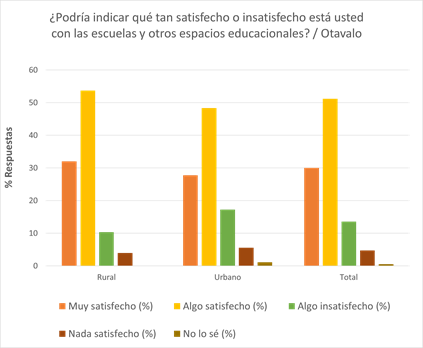 ¿Podría indicar qué tan satisfecho o insatisfecho está usted
con las escuelas y otros espacios educacionales? / Otavalo
60
50
40
30
20
10
0
% Respuestas
Rural
Urbano
Total
Muy satisfecho (%)
Algo satisfecho (%)
Algo insatisfecho (%)
Nada satisfecho (%)
No lo sé (%)